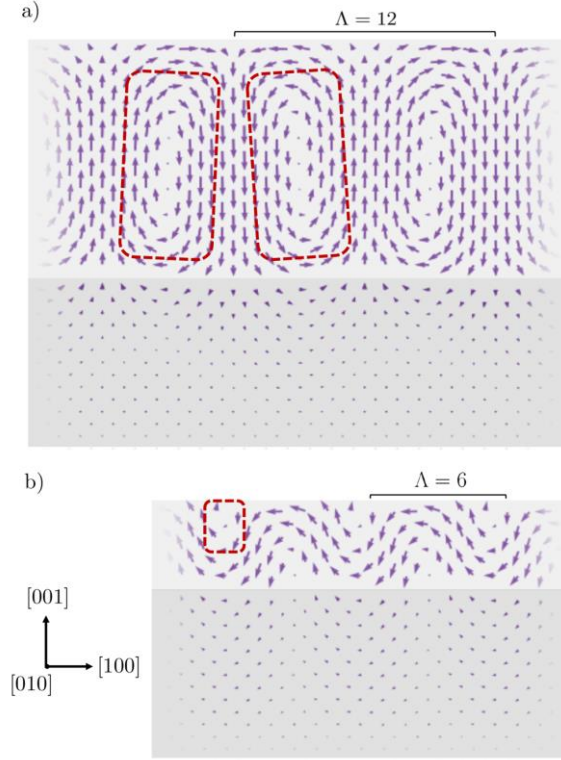 a)
Λ = 12
b)
Λ = 6
[001]
[100]
[010]